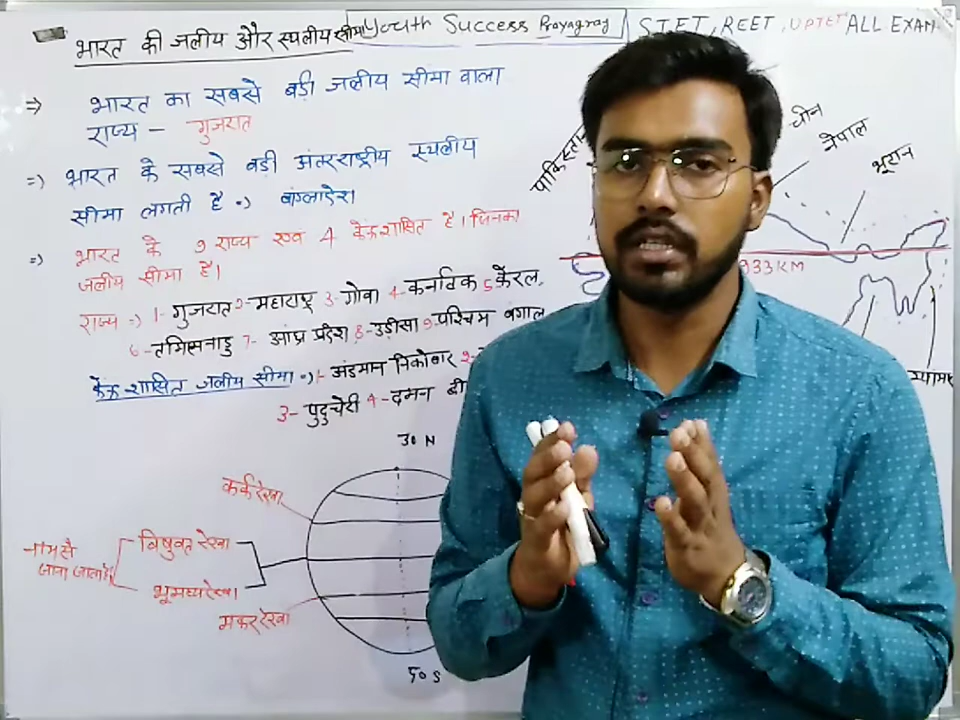 भारत की जलीय और स्थलीय सीमा
Youth Success Prayagraj
STET, REET, UPTET ALL EXAM
⇒ भारत का सबसे बड़ी जलीय सीमा वाला
राज्य – गुजरात
⇒ भारत के सबसे बड़ी अंतरराष्ट्रीय स्थलीय
सीमा लगती है ⇒ बांग्लादेश
⇒ भारत के 9 राज्य एवं 4 केंद्रशासित है। जिनका
जलीय सीमा है।
राज्य ⇒ 1- गुजरात 2- महाराष्ट्र 3- गोवा 4- कर्नाटक 5 केरल,
6- तमिलनाडु 7- आंध्र प्रदेश 8- उड़ीसा 9- पश्चिम बंगाल
केंद्र शासित जलीय सीमा ⇒ 1- अंडमान निकोबार 2-
3- पुदुचेरी 4- दमन
पाकिस्तान
चीन
नेपाल
भूटान
933 KM
30 N
कर्क रेखा
विषुवत रेखा
नाम से
जाना जाता है
भूमध्य रेखा
मकर रेखा
S